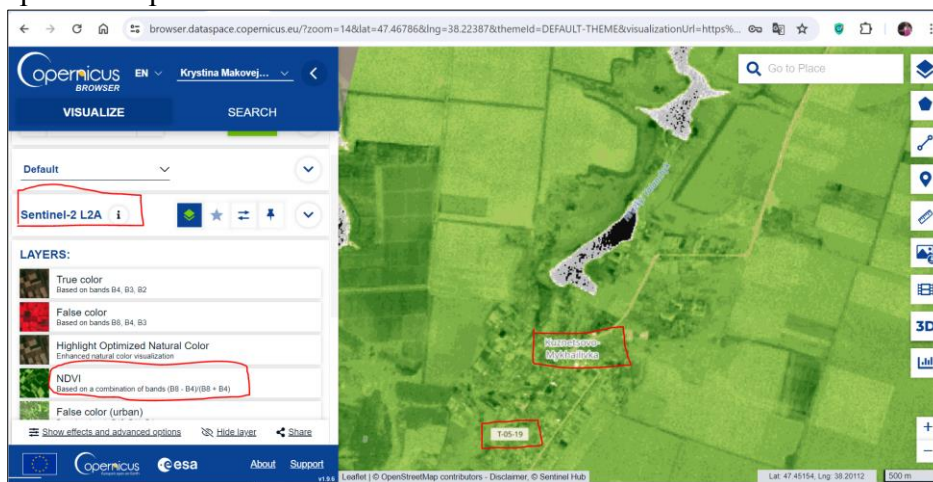 browser.dataspace.copernicus.eu/?zoom=14&lat=47.46786&lng=38.22387&themeId=DEFAULT-THEME&visualizationUrl=https%...
opernicus
BROWSER
EN
Krystina Makovej...
Go to Place
VISUALIZE
SEARCH
Default
Sentinel-2 L2A
i
LAYERS:
True color
Based on bands B4, B3, B2
False color
Based on bands B8, B4, B3
Highlight Optimized Natural Color
Enhanced natural color visualization
NDVI
Based on a combination of bands (B8 - B4)/(B8 + B4)
False color (urban)
Show effects and advanced options
Hide layer
Share
opernicus
esa
About
Support
v1.9.6
Kuznetsovo-
Mykhailivka
T-05-19
3D
+
−
Leaflet | © OpenStreetMap contributors - Disclaimer, © Sentinel Hub
Lat: 47.45154, Lng: 38.20112
500 m